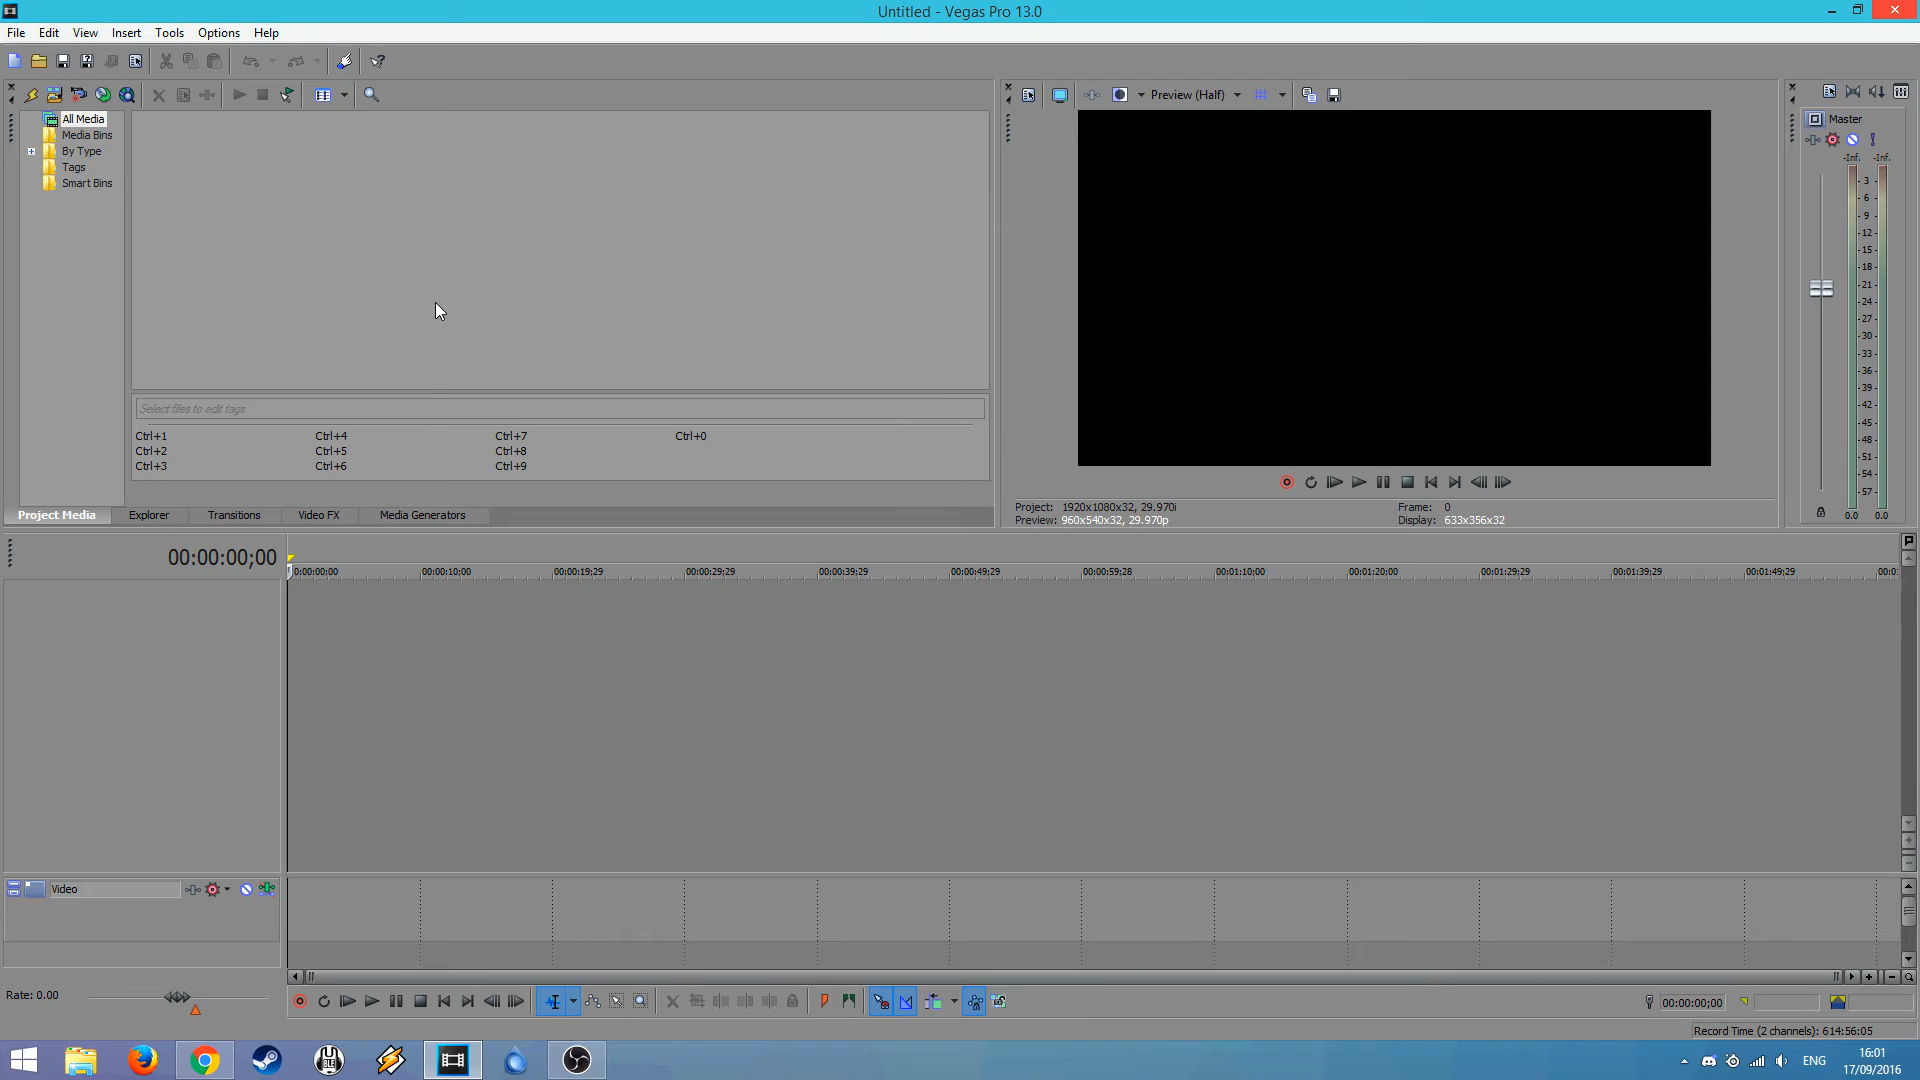 Untitled - Vegas Pro 13.0
File Edit View Insert Tools Options Help
Preview (Half)
Master
All Media
Media Bins
By Type
Tags
Smart Bins
-Inf. -Inf.
3
6
9
12
15
18
21
24
27
30
33
36
39
42
45
48
51
54
57
0.0 0.0
Select files to edit tags
Ctrl+1 Ctrl+4 Ctrl+7 Ctrl+0
Ctrl+2 Ctrl+5 Ctrl+8
Ctrl+3 Ctrl+6 Ctrl+9
Project Media Explorer Transitions Video FX Media Generators
Project: 1920x1080x32, 29.970i Frame: 0
Preview: 960x540x32, 29.970p Display: 633x356x32
00:00:00;00
0:00:00;00 00:00:10;00 00:00:19;29 00:00:29;29 00:00:39;29 00:00:49;29 00:00:59;28 00:01:10;00 00:01:20;00 00:01:29;29 00:01:39;29 00:01:49;29 00:0
Video
Rate: 0.00
00:00:00;00
Record Time (2 channels): 614:56:05
ENG
16:01
17/09/2016